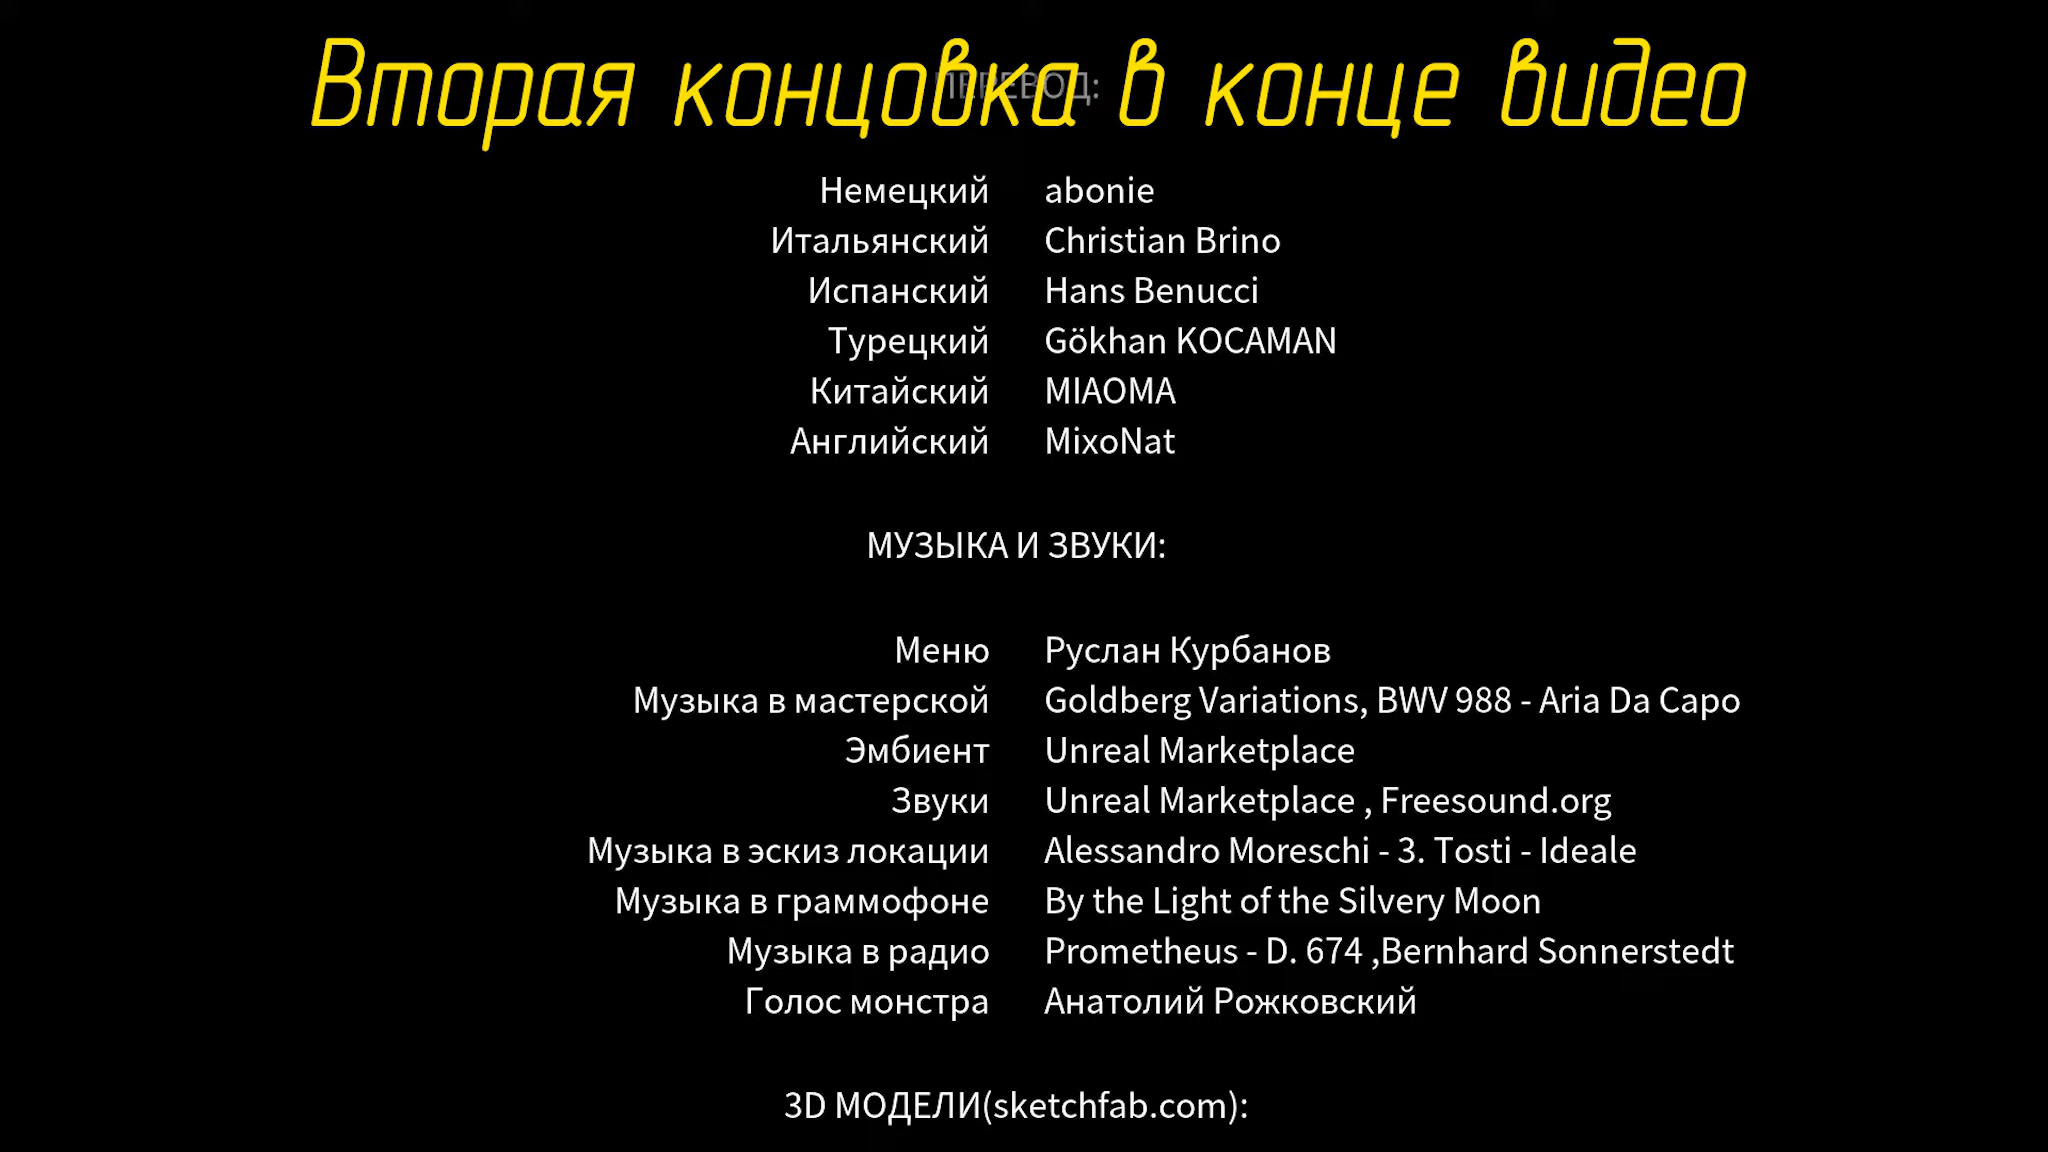 Вторая концовка в конце видео
ПЕРЕВОД:
Немецкий abonie
Итальянский Christian Brino
Испанский Hans Benucci
Турецкий Gökhan KOCAMAN
Китайский MIAOMA
Английский MixoNat
МУЗЫКА И ЗВУКИ:
Меню Руслан Курбанов
Музыка в мастерской Goldberg Variations, BWV 988 - Aria Da Capo
Эмбиент Unreal Marketplace
Звуки Unreal Marketplace , Freesound.org
Музыка в эскиз локации Alessandro Moreschi - 3. Tosti - Ideale
Музыка в граммофоне By the Light of the Silvery Moon
Музыка в радио Prometheus - D. 674 ,Bernhard Sonnerstedt
Голос монстра Анатолий Рожковский
3D МОДЕЛИ(sketchfab.com):